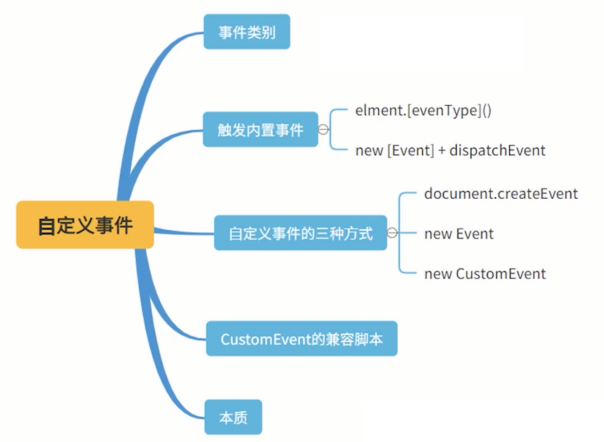 自定义事件
事件类别
触发内置事件
elment.[evenType]()
new [Event] + dispatchEvent
自定义事件的三种方式
document.createEvent
new Event
new CustomEvent
CustomEvent的兼容脚本
本质